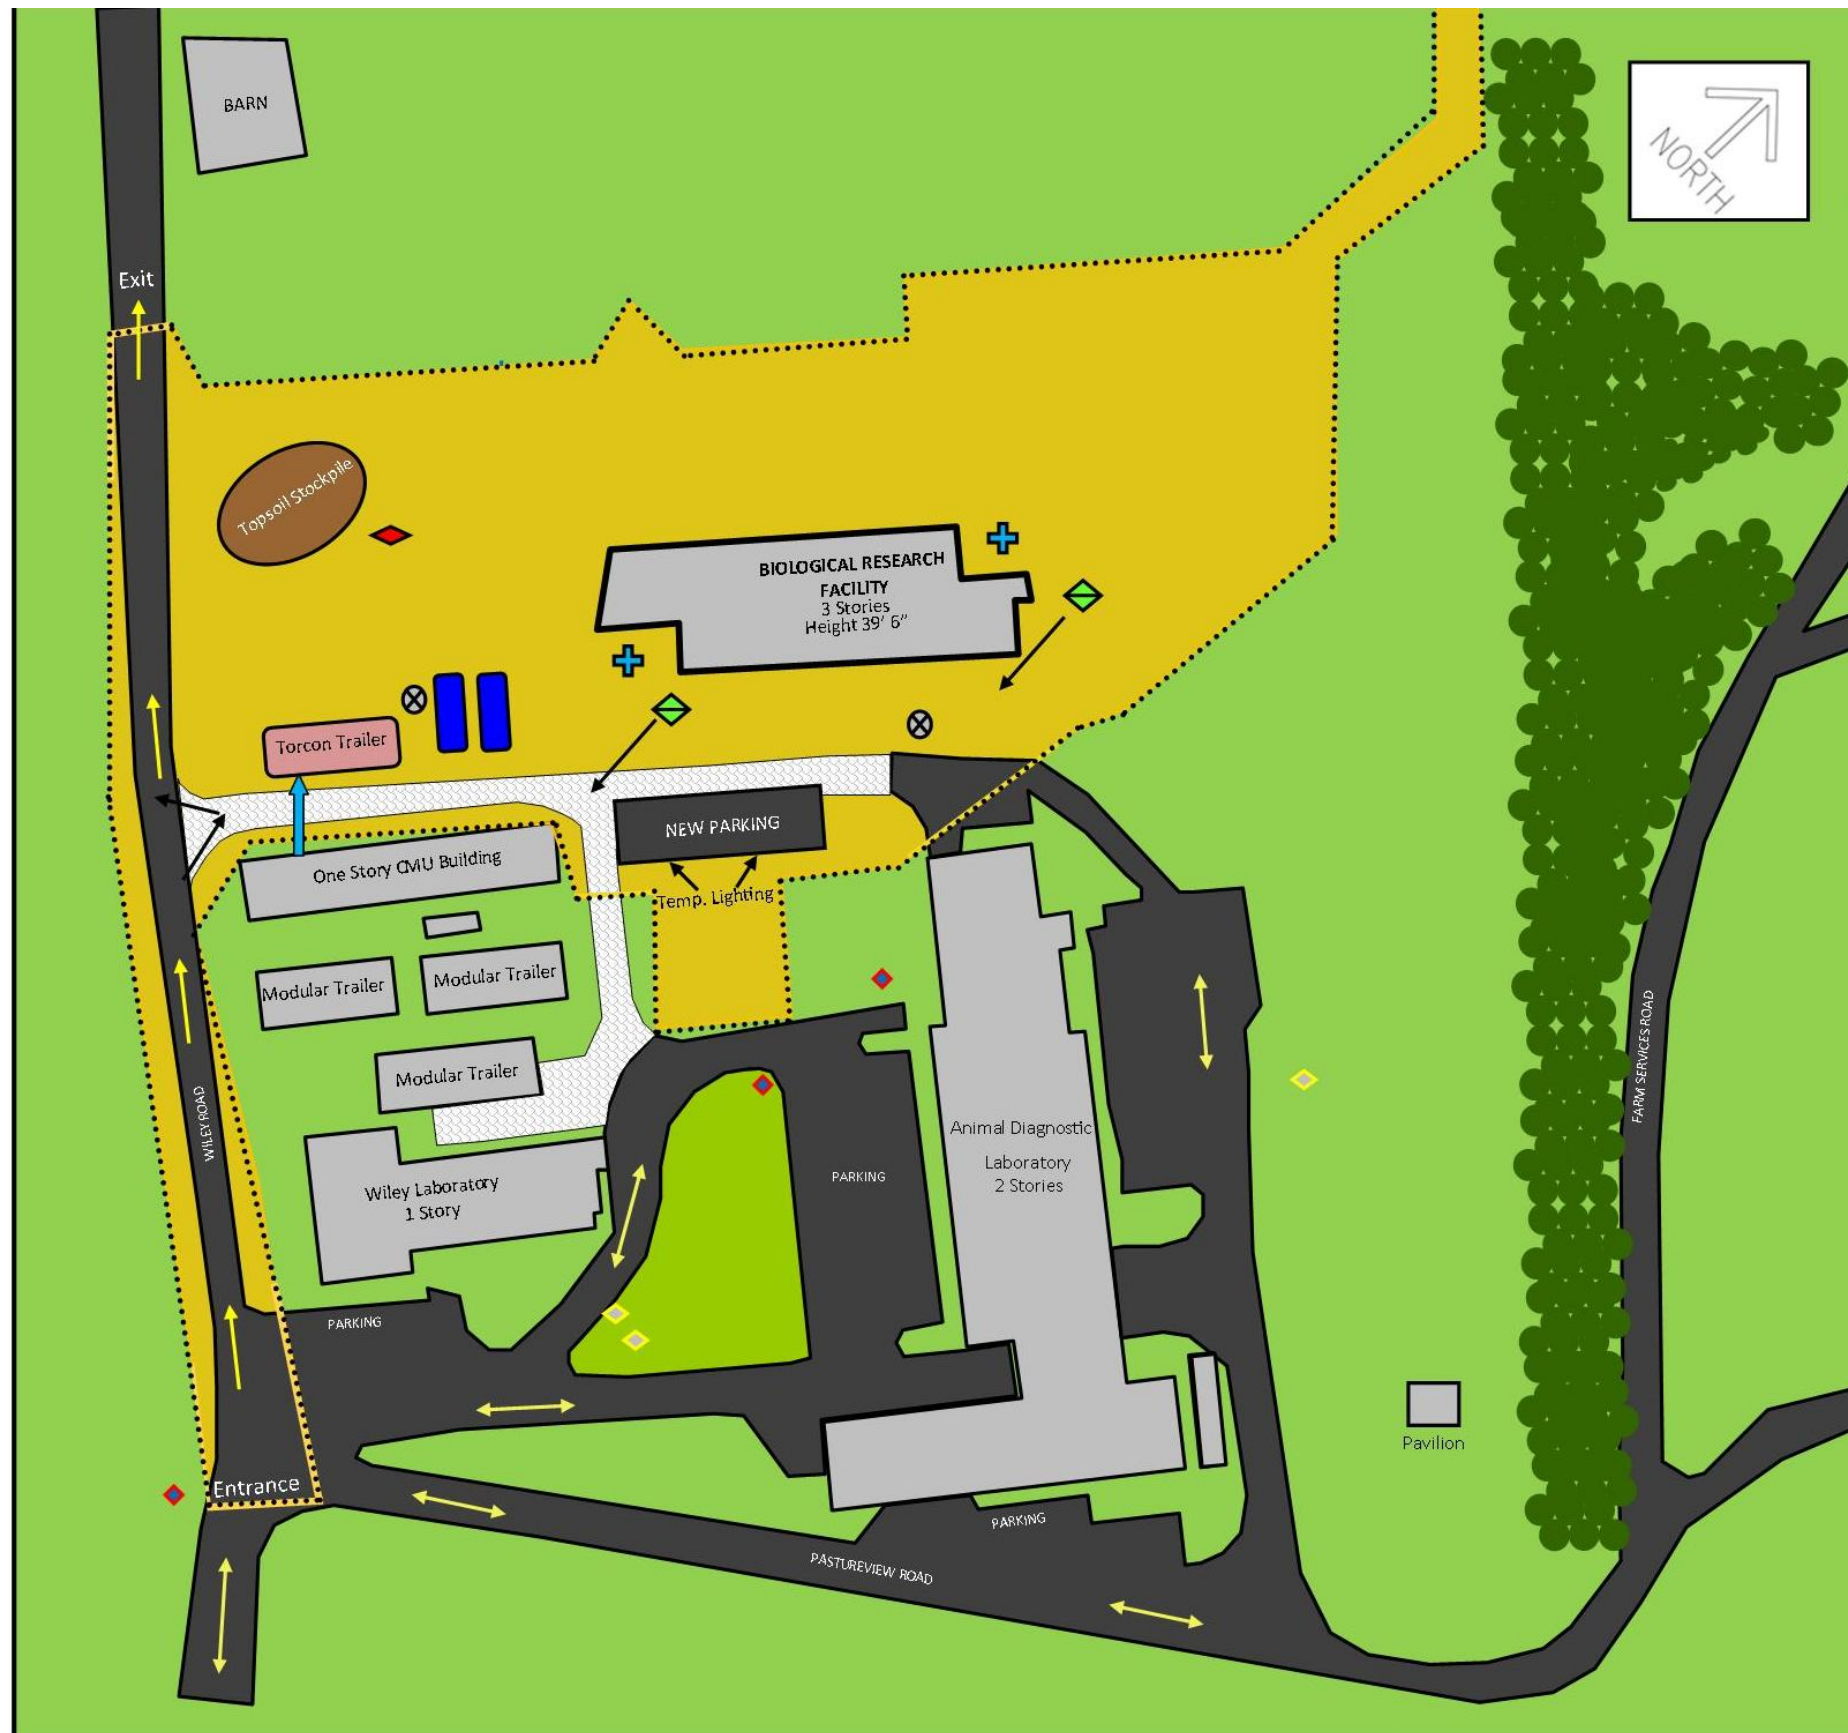 BARN
NORTH
Exit
Topsoil Stockpile
BIOLOGICAL RESEARCH
FACILITY
3 Stories
Height 39' 6"
Torcon Trailer
NEW PARKING
One Story CMU Building
Temp. Lighting
Modular Trailer
Modular Trailer
Modular Trailer
WILEY ROAD
FARM SERVICES ROAD
Animal Diagnostic
Laboratory
2 Stories
PARKING
Wiley Laboratory
1 Story
PARKING
Pavilion
Entrance
PARKING
PASTUREVIEW ROAD